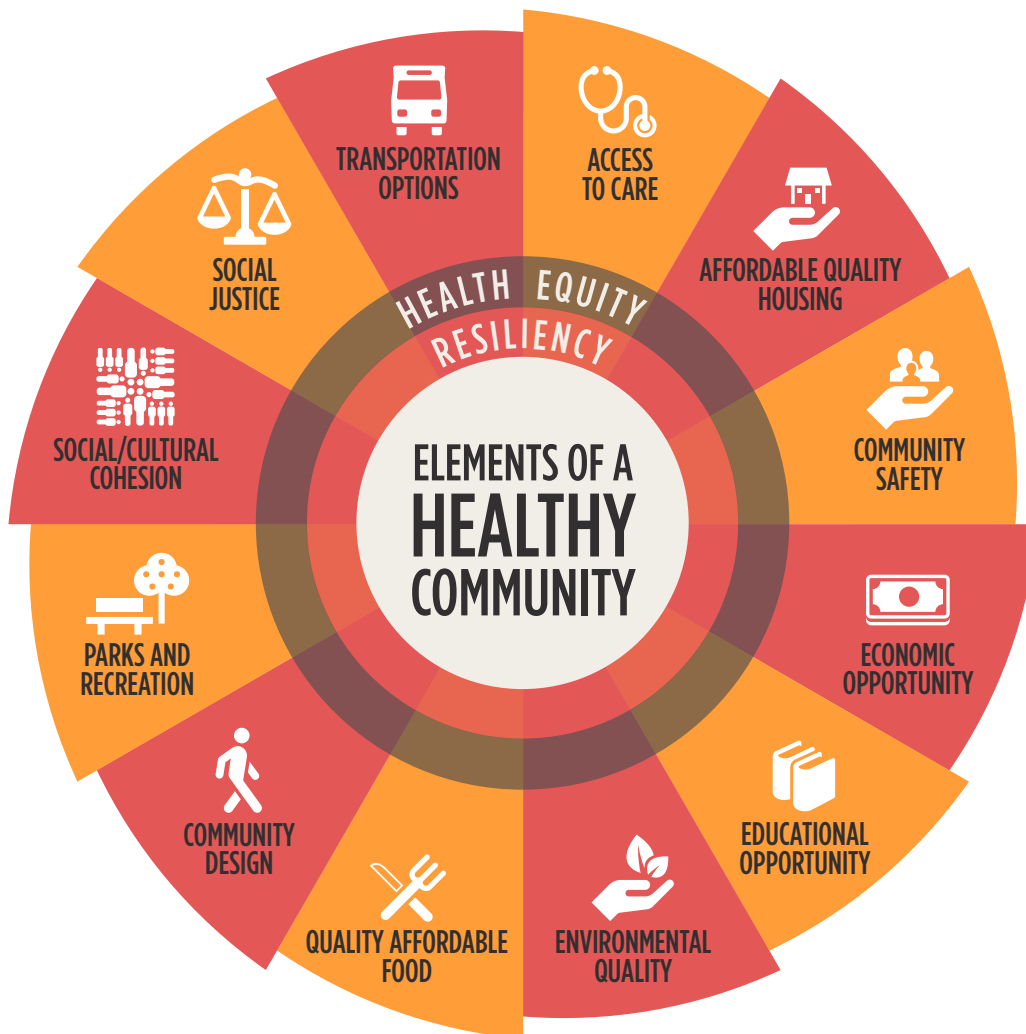 ELEMENTS OF A
HEALTHY
COMMUNITY
HEALTH EQUITY
RESILIENCY
ACCESS
TO CARE
AFFORDABLE QUALITY
HOUSING
COMMUNITY
SAFETY
ECONOMIC
OPPORTUNITY
EDUCATIONAL
OPPORTUNITY
ENVIRONMENTAL
QUALITY
QUALITY AFFORDABLE
FOOD
COMMUNITY
DESIGN
PARKS AND
RECREATION
SOCIAL/CULTURAL
COHESION
SOCIAL
JUSTICE
TRANSPORTATION
OPTIONS